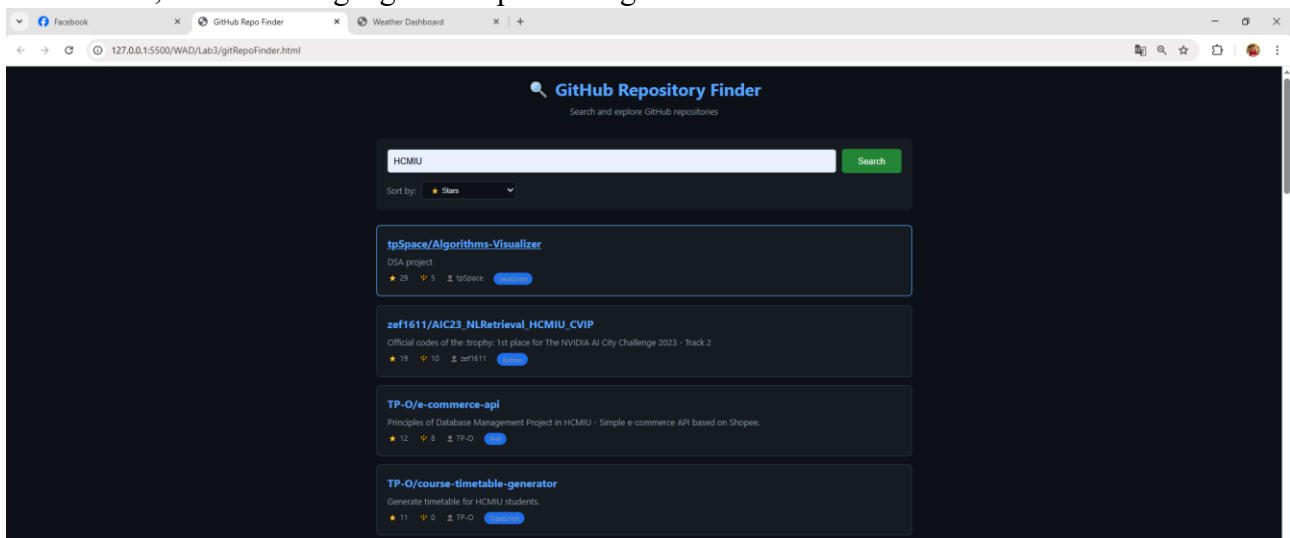 Facebook
GitHub Repo Finder
Weather Dashboard
127.0.0.1:5500/WAD/Lab3/gitRepoFinder.html
GitHub Repository Finder
Search and explore GitHub repositories
HCMIU
Search
Sort by: ★ Stars
tpSpace/Algorithms-Visualizer
DSA project
★ 29 5 tpSpace JavaScript
zef1611/AIC23_NLRetrieval_HCMIU_CVIP
Official codes of the :trophy: 1st place for The NVIDIA AI City Challenge 2023 - Track 2
★ 19 10 zef1611 Python
TP-O/e-commerce-api
Principles of Database Management Project in HCMIU - Simple e-commerce API based on Shopee.
★ 12 8 TP-O PHP
TP-O/course-timetable-generator
Generate timetable for HCMIU students.
★ 11 0 TP-O TypeScript